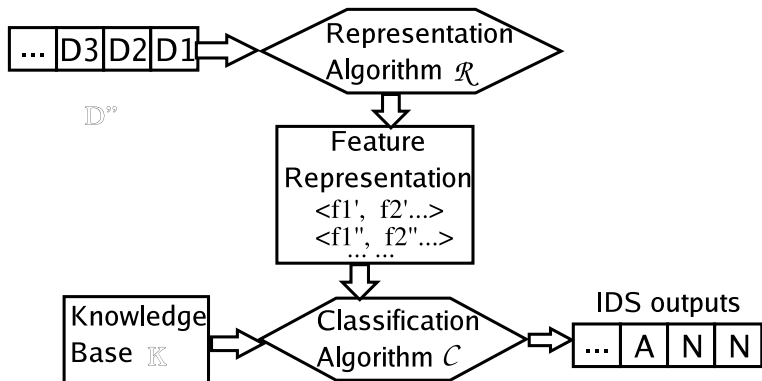 ... D3 D2 D1
𝔻”
Representation
Algorithm ℛ
Feature
Representation
<f1', f2'...>
<f1'', f2''...>
... ...
Knowledge
Base 𝕂
Classification
Algorithm 𝒞
IDS outputs
... A N N